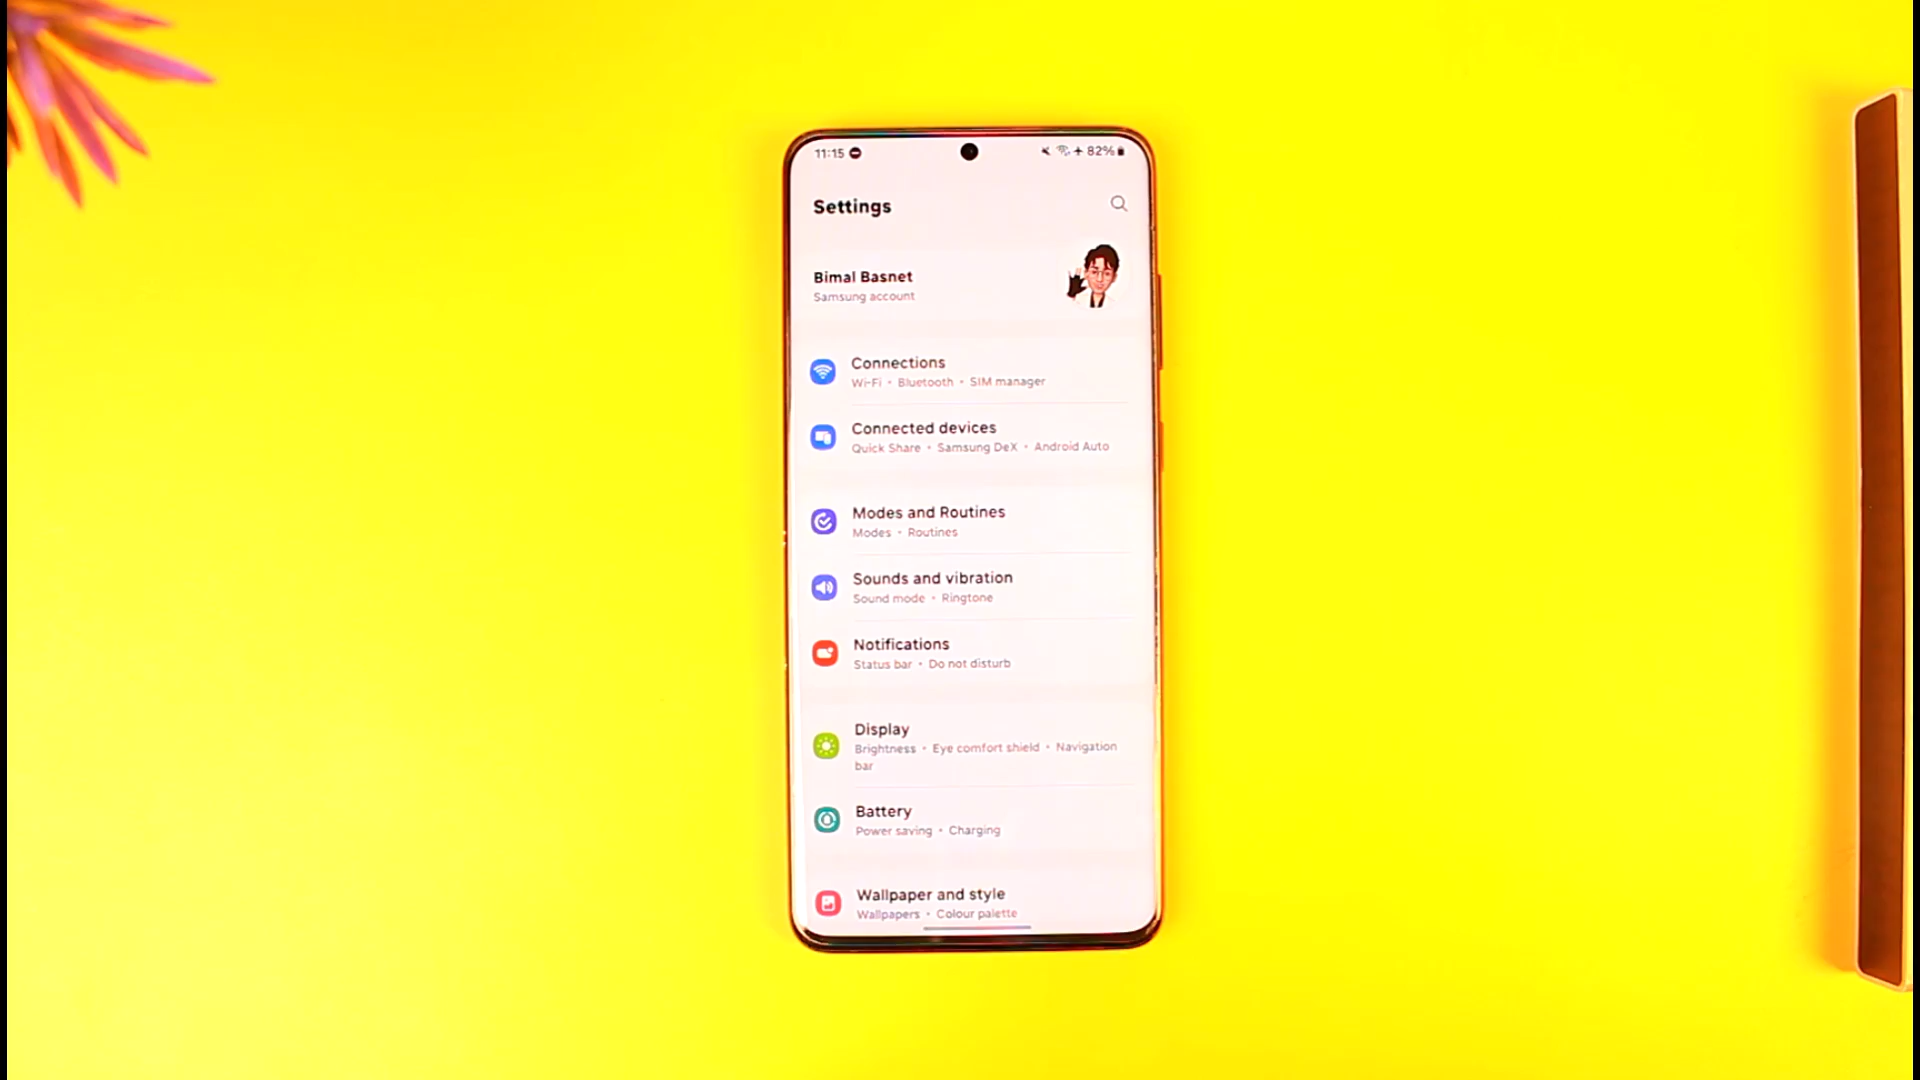 11:15
82%
Settings
Bimal Basnet
Samsung account
Connections
Wi-Fi • Bluetooth • SIM manager
Connected devices
Quick Share • Samsung DeX • Android Auto
Modes and Routines
Modes • Routines
Sounds and vibration
Sound mode • Ringtone
Notifications
Status bar • Do not disturb
Display
Brightness • Eye comfort shield • Navigation
bar
Battery
Power saving • Charging
Wallpaper and style
Wallpapers • Colour palette